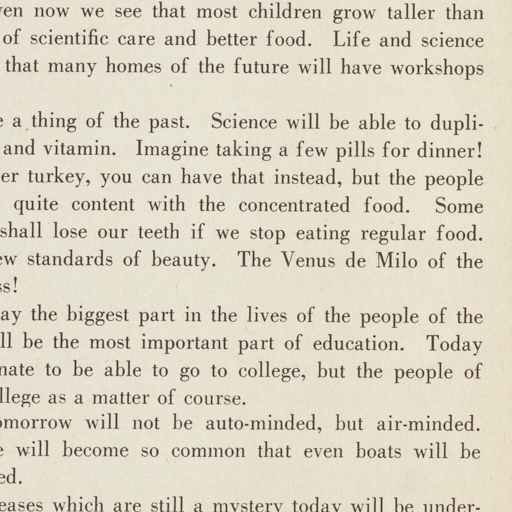 ven now we see that most children grow taller than
of scientific care and better food. Life and science
that many homes of the future will have workshops
e a thing of the past. Science will be able to dupli-
and vitamin. Imagine taking a few pills for dinner!
er turkey, you can have that instead, but the people
quite content with the concentrated food. Some
shall lose our teeth if we stop eating regular food.
ew standards of beauty. The Venus de Milo of the
ss!
ay the biggest part in the lives of the people of the
ll be the most important part of education. Today
nate to be able to go to college, but the people of
llege as a matter of course.
omorrow will not be auto-minded, but air-minded.
e will become so common that even boats will be
ed.
eases which are still a mystery today will be under-